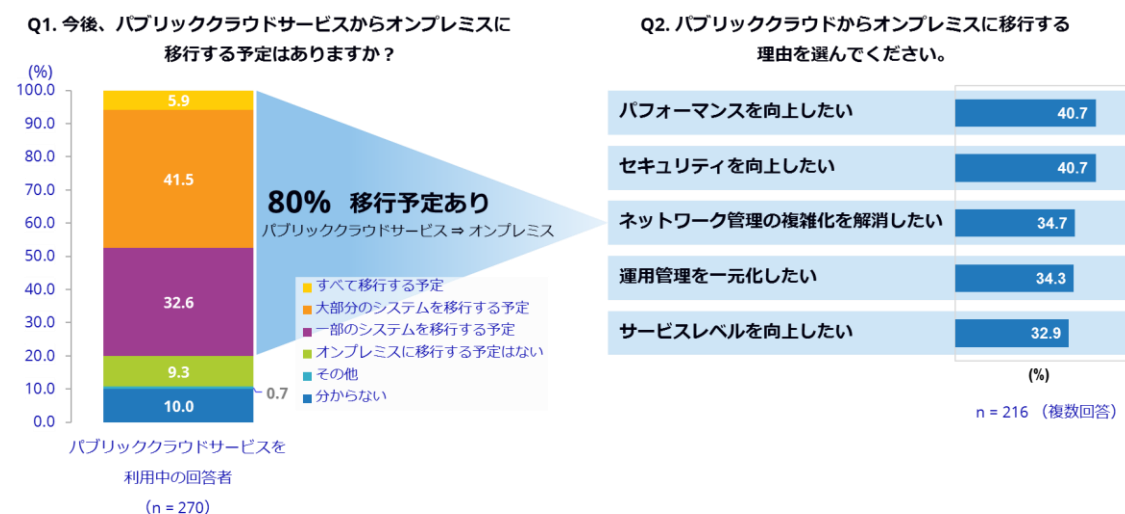 Q1. 今後、パブリッククラウドサービスからオンプレミスに
移行する予定はありますか？
(%)
100.0
90.0
80.0
70.0
60.0
50.0
40.0
30.0
20.0
10.0
0.0
5.9
41.5
32.6
9.3
0.7
10.0
80% 移行予定あり
パブリッククラウドサービス ⇒ オンプレミス
すべて移行する予定
大部分のシステムを移行する予定
一部のシステムを移行する予定
オンプレミスに移行する予定はない
その他
分からない
パブリッククラウドサービスを
利用中の回答者
（n = 270）
Q2. パブリッククラウドからオンプレミスに移行する
理由を選んでください。
パフォーマンスを向上したい 40.7
セキュリティを向上したい 40.7
ネットワーク管理の複雑化を解消したい 34.7
運用管理を一元化したい 34.3
サービスレベルを向上したい 32.9
(%)
n = 216 （複数回答）